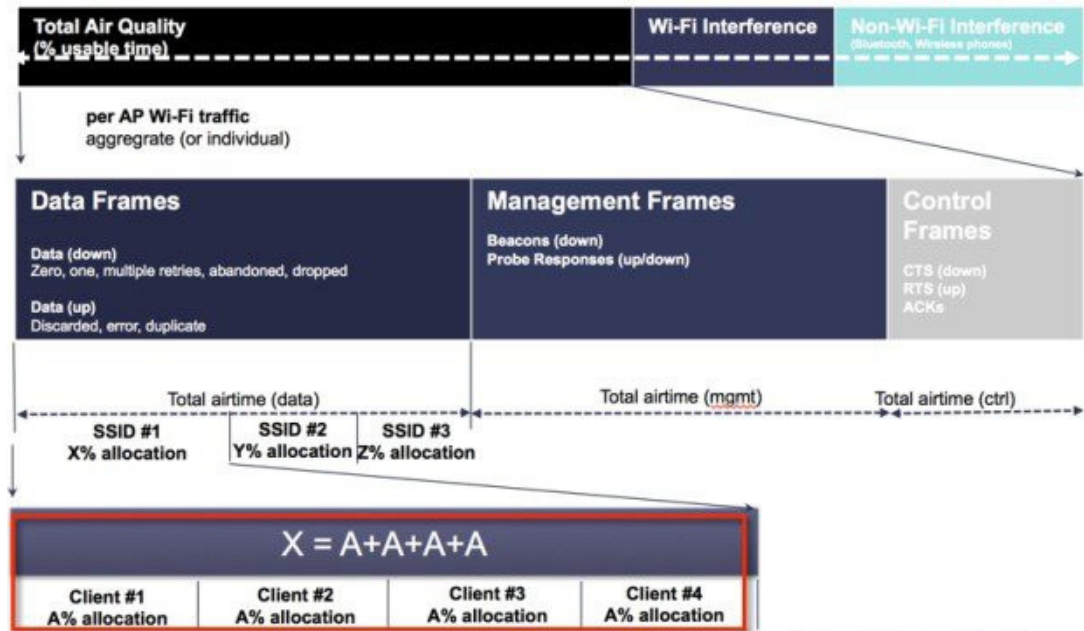 Total Air Quality
(% usable time)
Wi-Fi Interference
Non-Wi-Fi Interference
(Bluetooth, Wireless phones)
per AP Wi-Fi traffic
aggregrate (or individual)
Data Frames
Data (down)
Zero, one, multiple retries, abandoned, dropped
Data (up)
Discarded, error, duplicate
Management Frames
Beacons (down)
Probe Responses (up/down)
Control
Frames
CTS (down)
RTS (up)
ACKs
Total airtime (data)
Total airtime (mgmt)
Total airtime (ctrl)
SSID #1
X% allocation
SSID #2
Y% allocation
SSID #3
Z% allocation
X = A+A+A+A
Client #1
A% allocation
Client #2
A% allocation
Client #3
A% allocation
Client #4
A% allocation